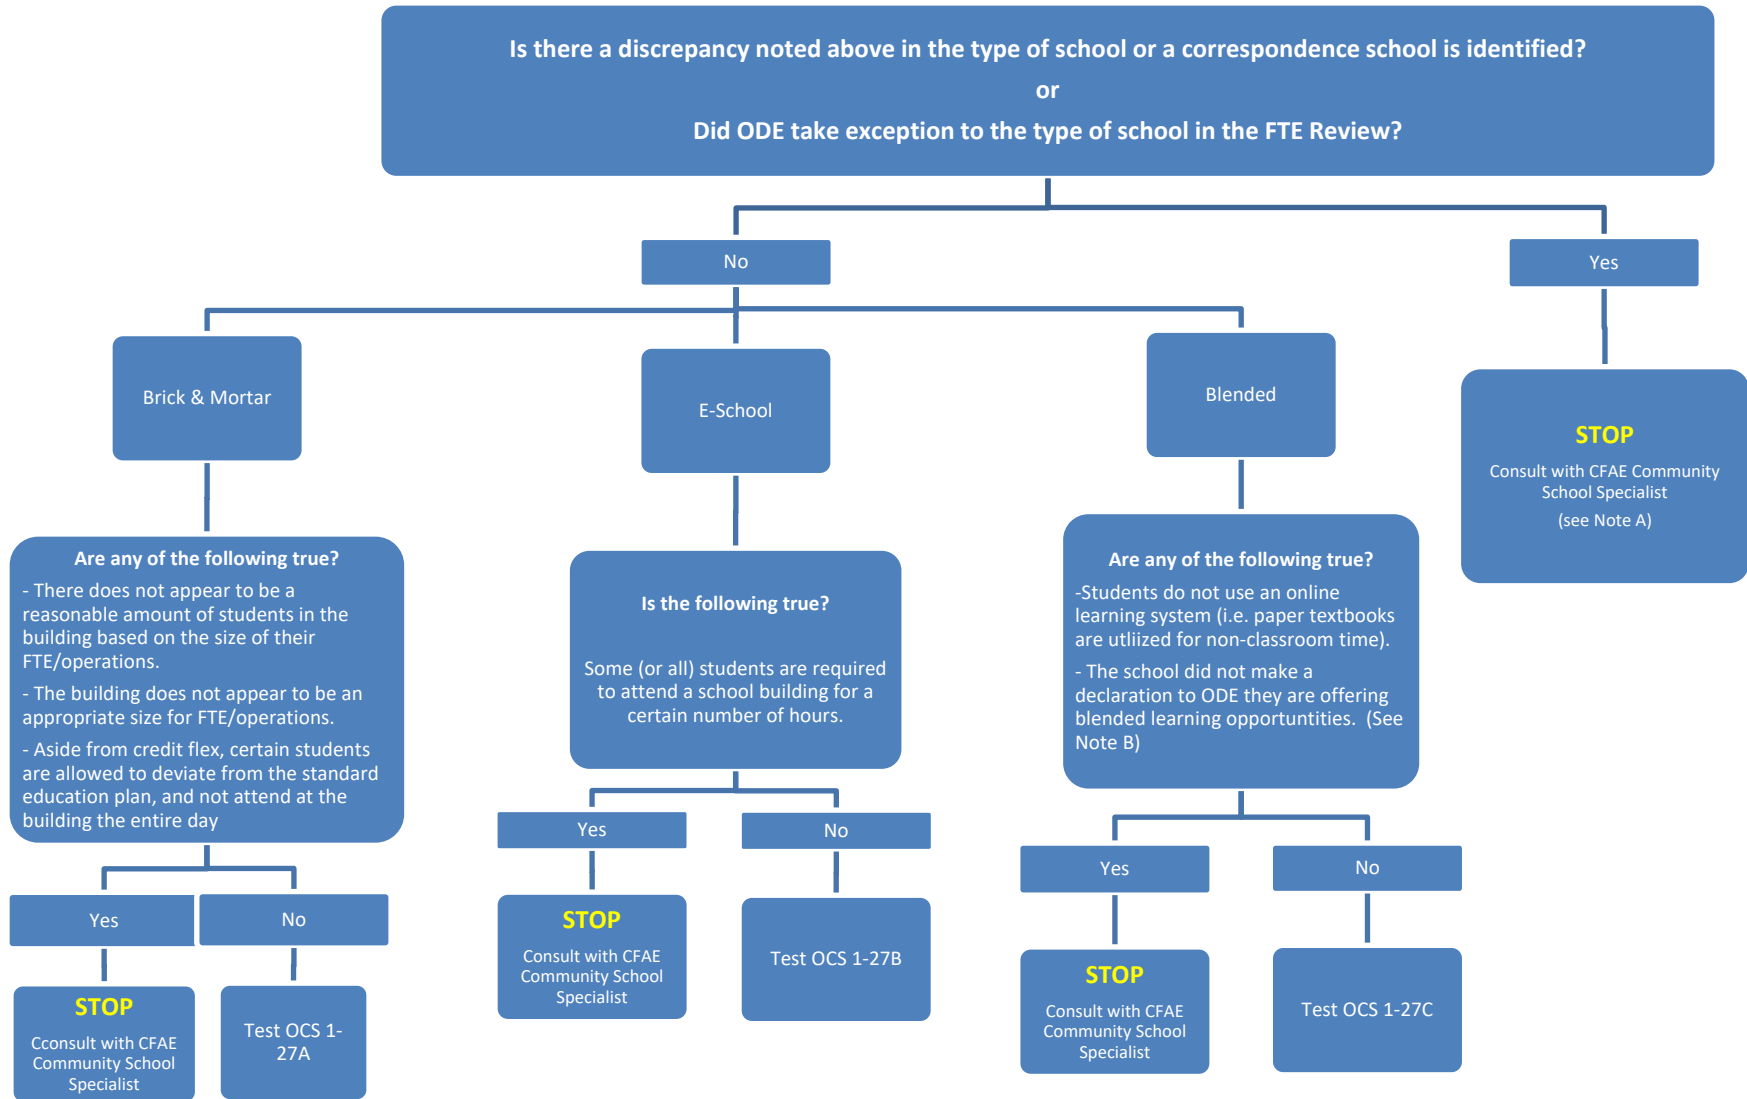 Is there a discrepancy noted above in the type of school or a correspondence school is identified?
or
Did ODE take exception to the type of school in the FTE Review?
No
Yes
Brick & Mortar
E-School
Blended
STOP
Consult with CFAE Community
School Specialist
(see Note A)
Are any of the following true?
- There does not appear to be a
reasonable amount of students in the
building based on the size of their
FTE/operations.
- The building does not appear to be an
appropriate size for FTE/operations.
- Aside from credit flex, certain students
are allowed to deviate from the standard
education plan, and not attend at the
building the entire day
Is the following true?
Some (or all) students are required
to attend a school building for a
certain number of hours.
Are any of the following true?
-Students do not use an online
learning system (i.e. paper textbooks
are utliized for non-classroom time).
- The school did not make a
declaration to ODE they are offering
blended learning opportuntities.  (See
Note B)
Yes
No
STOP
Cconsult with CFAE
Community School
Specialist
Test OCS 1-
27A
Yes
No
STOP
Consult with CFAE
Community School
Specialist
Test OCS 1-27B
Yes
No
STOP
Consult with CFAE
Community School
Specialist
Test OCS 1-27C